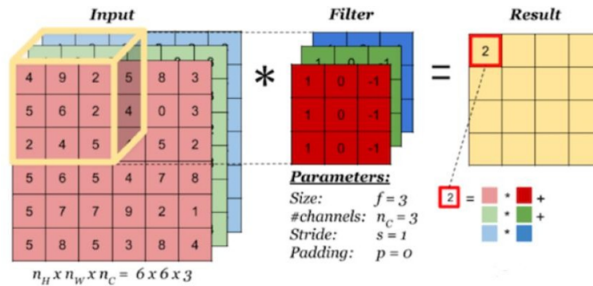 Input Filter Result
4 9 2 5 8 3
5 6 2 4 0 3
2 4 5 4 5 2
5 6 5 4 7 8
5 7 7 9 2 1
5 8 5 3 8 4
n_H x n_W x n_C = 6 x 6 x 3
*
1 0 -1
1 0 -1
1 0 -1
Parameters:
Size: f = 3
#channels: n_C = 3
Stride: s = 1
Padding: p = 0
=
2
2 = * +
* +
*